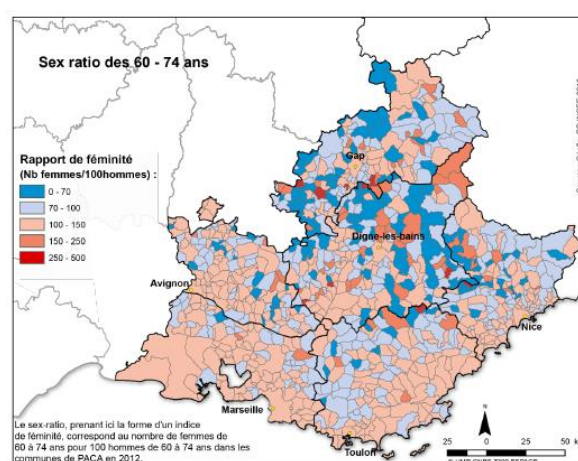 Sex ratio des 60 - 74 ans
Rapport de féminité
(Nb femmes/100hommes) :
0 - 70
70 - 100
100 - 150
150 - 250
250 - 500
Gap
Digne-les-bains
Avignon
Nice
Marseille
Toulon
Le sex-ratio, prenant ici la forme d'un indice
de féminité, correspond au nombre de femmes de
60 à 74 ans pour 100 hommes de 60 à 74 ans dans les
communes de PACA en 2012.
N
25 0 25 50